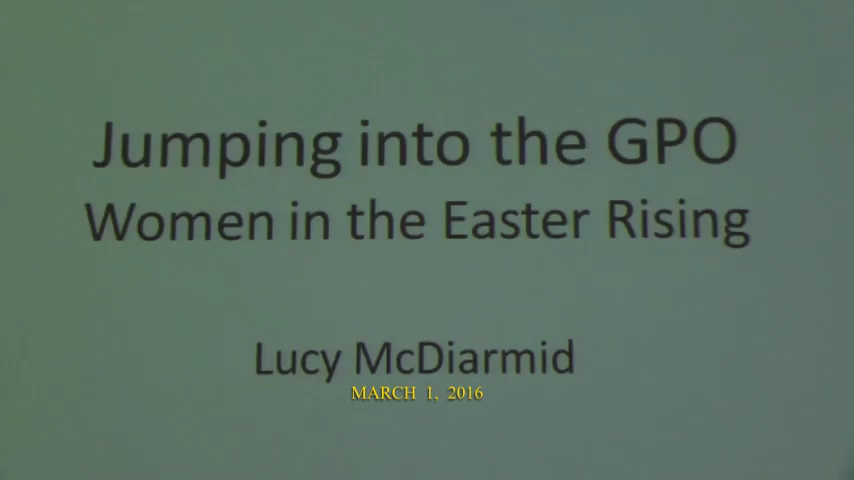 Jumping into the GPO
Women in the Easter Rising
Lucy McDiarmid
MARCH 1, 2016